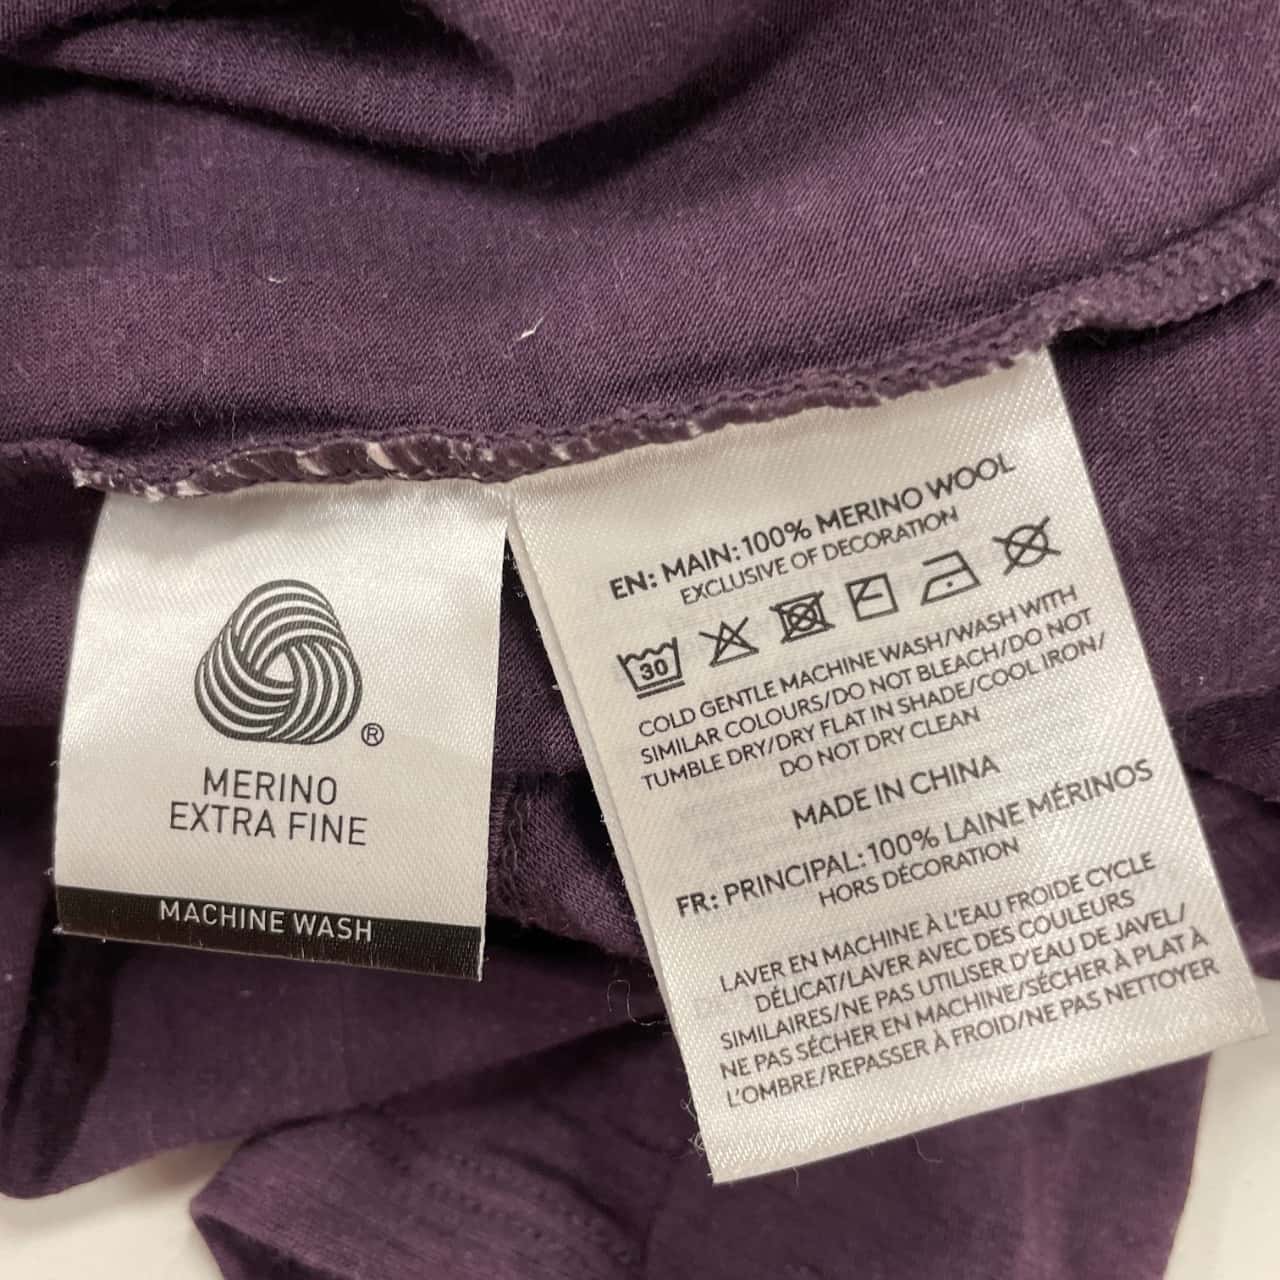 ®
MERINO
EXTRA FINE
MACHINE WASH
EN: MAIN: 100% MERINO WOOL
EXCLUSIVE OF DECORATION
30
COLD GENTLE MACHINE WASH/WASH WITH
SIMILAR COLOURS/DO NOT BLEACH/DO NOT
TUMBLE DRY/DRY FLAT IN SHADE/COOL IRON/
DO NOT DRY CLEAN
MADE IN CHINA
FR: PRINCIPAL: 100% LAINE MÉRINOS
HORS DÉCORATION
LAVER EN MACHINE À L'EAU FROIDE CYCLE
DÉLICAT/LAVER AVEC DES COULEURS
SIMILAIRES/NE PAS UTILISER D'EAU DE JAVEL/
NE PAS SÉCHER EN MACHINE/SÉCHER À PLAT À
L'OMBRE/REPASSER À FROID/NE PAS NETTOYER